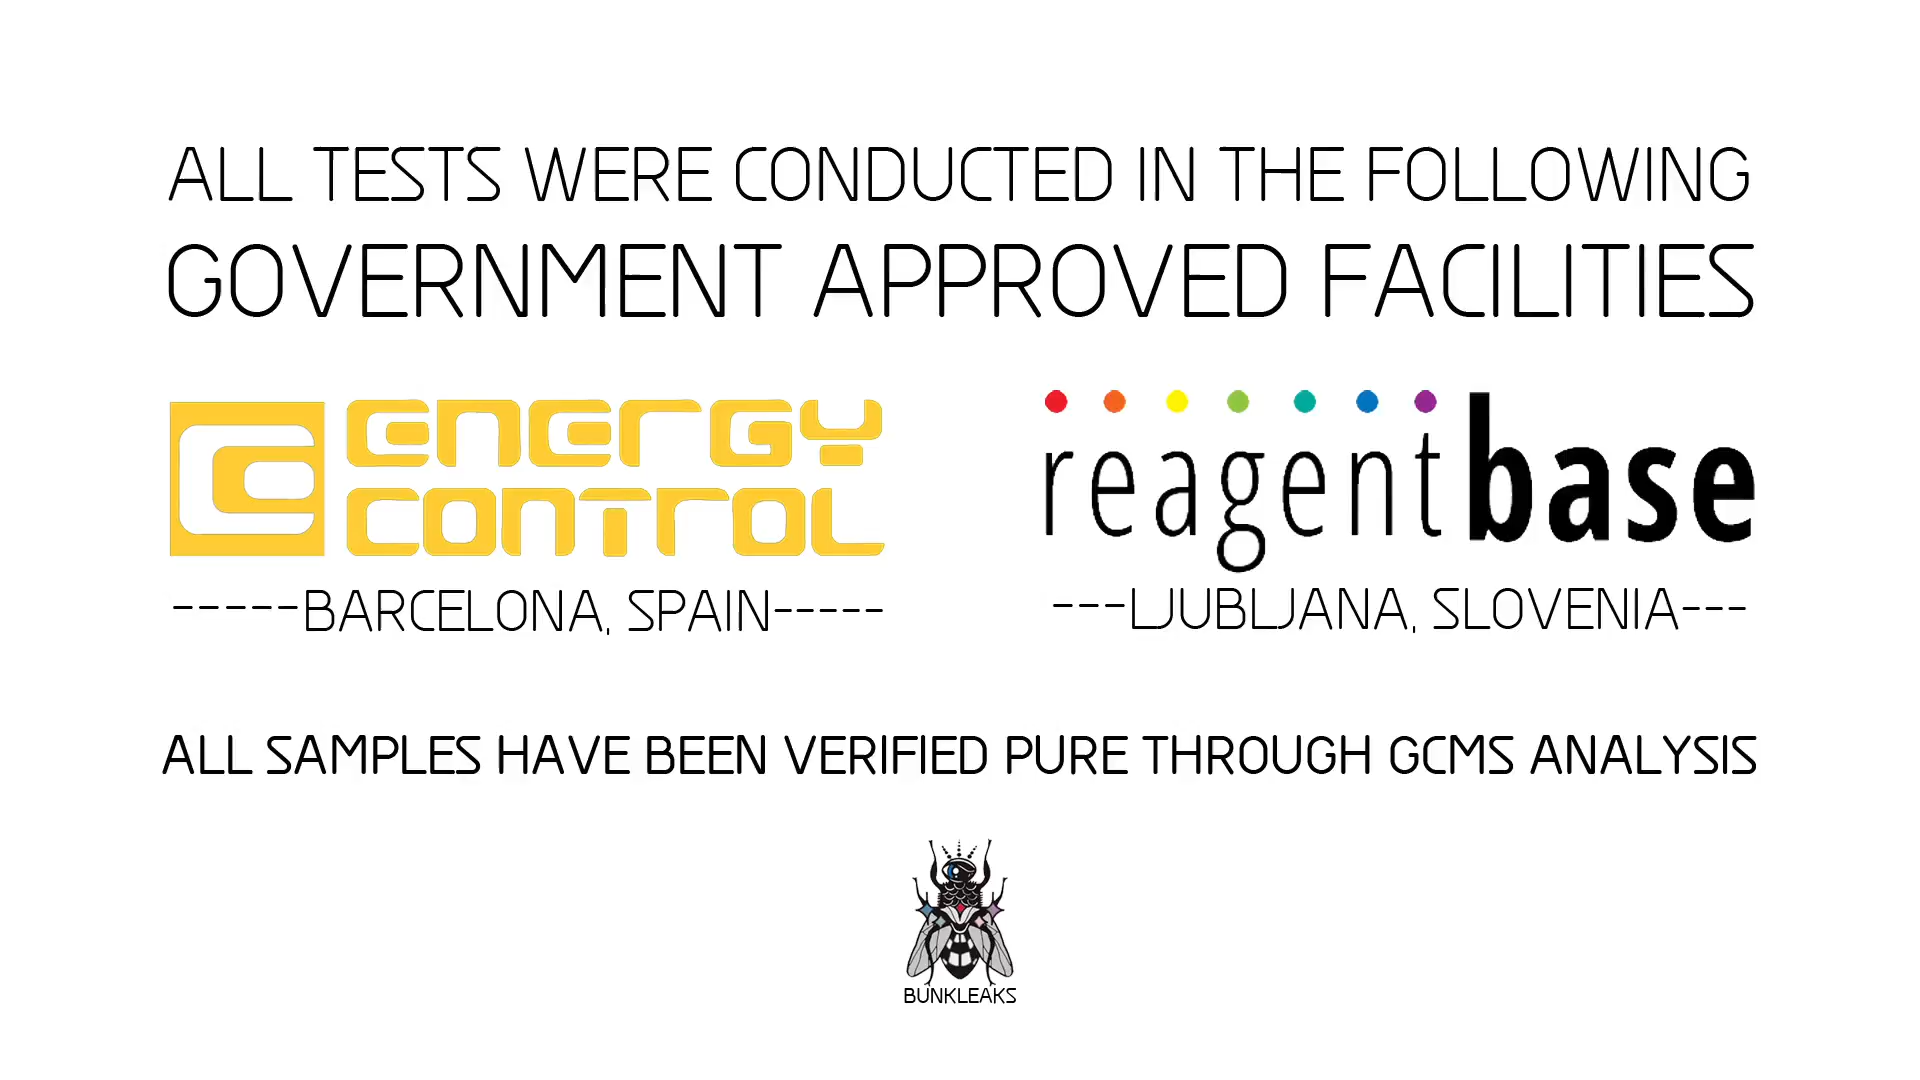 ALL TESTS WERE CONDUCTED IN THE FOLLOWING
GOVERNMENT APPROVED FACILITIES
energy control
reagentbase
-----BARCELONA, SPAIN-----
---LJUBLJANA, SLOVENIA---
ALL SAMPLES HAVE BEEN VERIFIED PURE THROUGH GCMS ANALYSIS
BUNKLEAKS